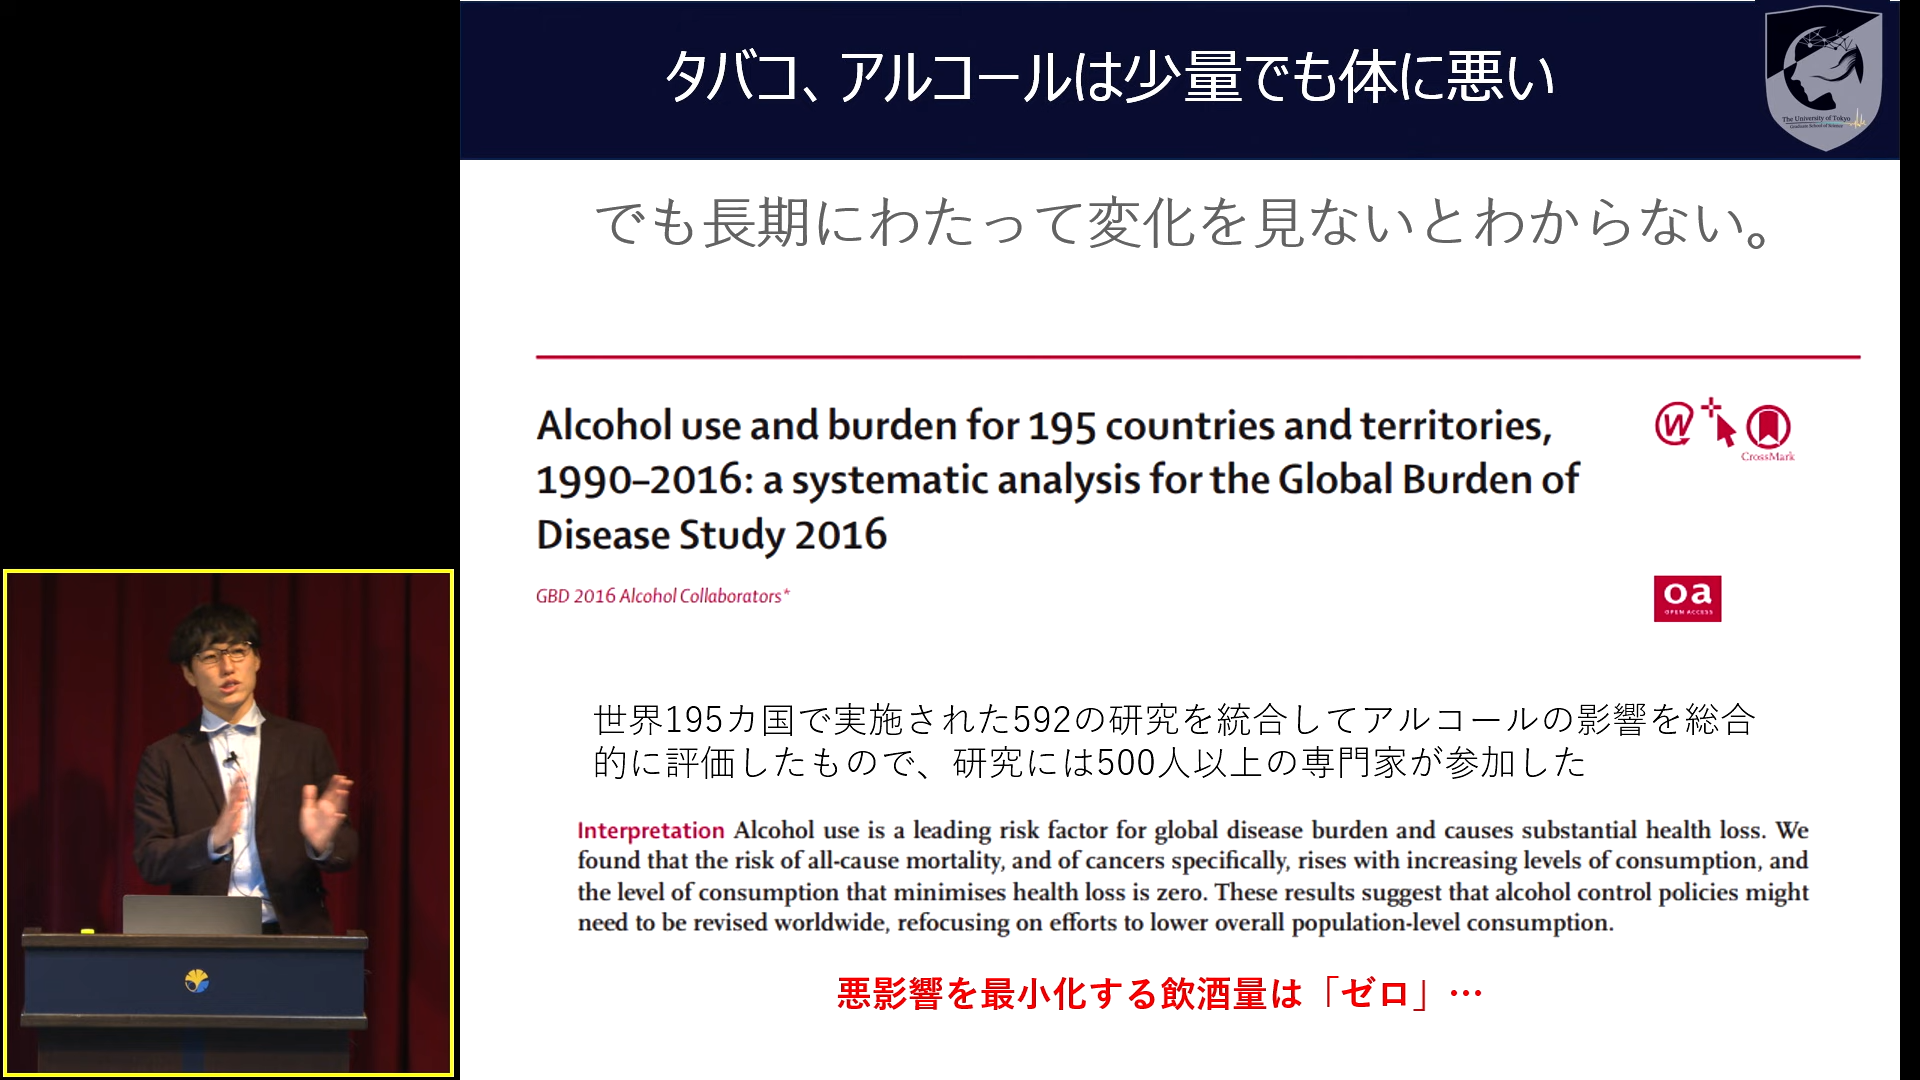 タバコ、アルコールは少量でも体に悪い
The University of Tokyo
Graduate School of Science
でも長期にわたって変化を見ないとわからない。
Alcohol use and burden for 195 countries and territories,
1990–2016: a systematic analysis for the Global Burden of
Disease Study 2016
CrossMark
GBD 2016 Alcohol Collaborators*
oa
OPEN ACCESS
世界195カ国で実施された592の研究を統合してアルコールの影響を総合
的に評価したもので、研究には500人以上の専門家が参加した
Interpretation Alcohol use is a leading risk factor for global disease burden and causes substantial health loss. We
found that the risk of all-cause mortality, and of cancers specifically, rises with increasing levels of consumption, and
the level of consumption that minimises health loss is zero. These results suggest that alcohol control policies might
need to be revised worldwide, refocusing on efforts to lower overall population-level consumption.
悪影響を最小化する飲酒量は「ゼロ」…